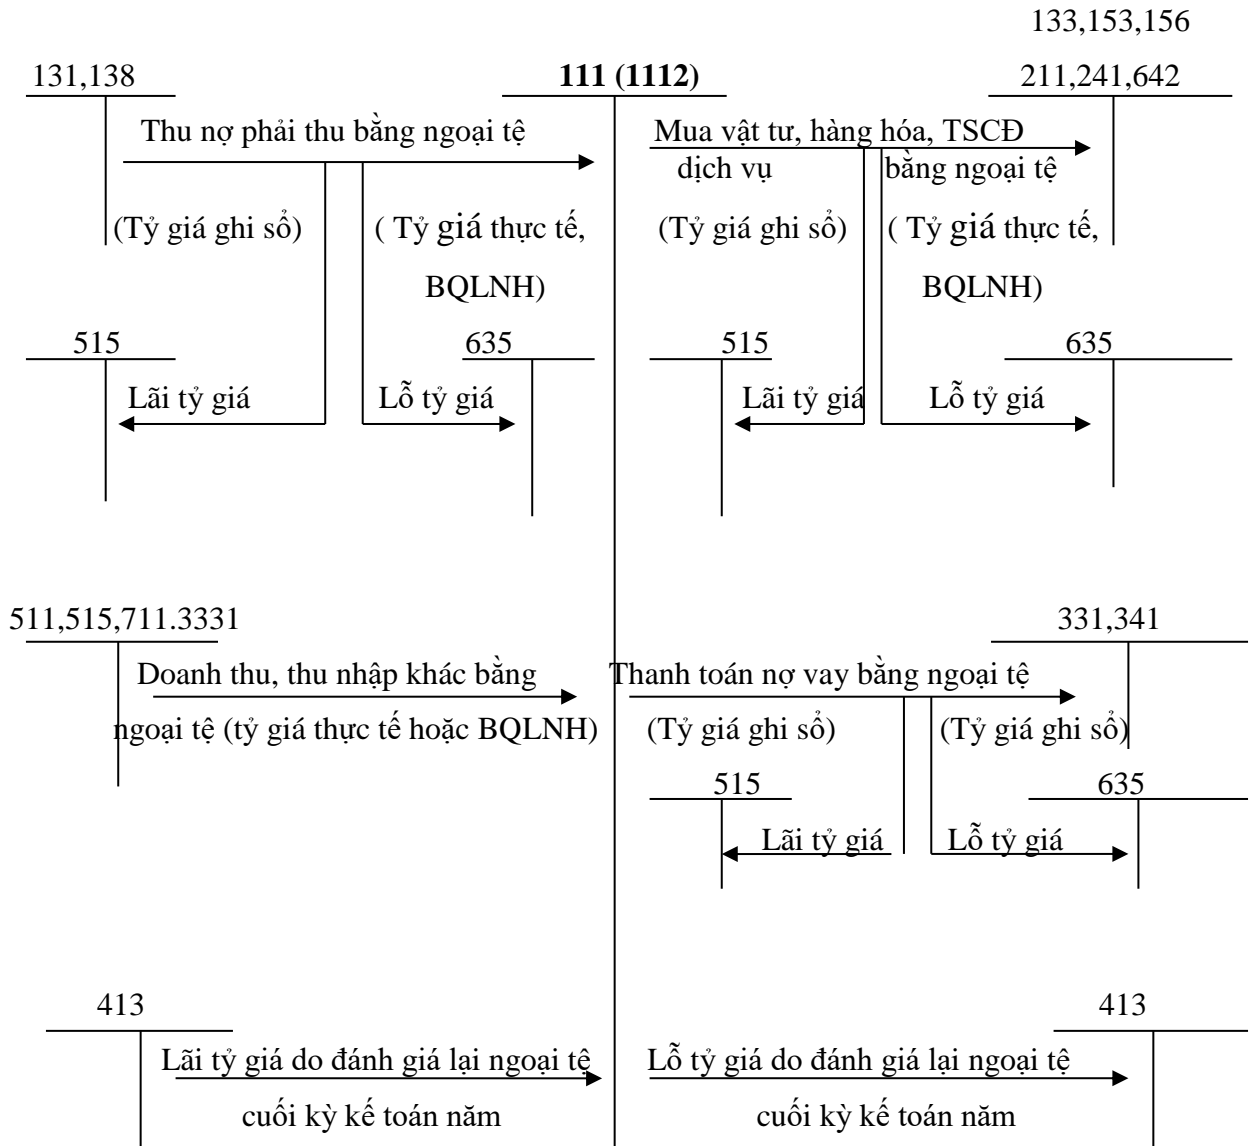 133,153,156
131,138
111 (1112)
211,241,642
Thu nợ phải thu bằng ngoại tệ
Mua vật tư, hàng hóa, TSCĐ
dịch vụ
bằng ngoại tệ
(Tỷ giá ghi sổ)
( Tỷ giá thực tế,
BQLNH)
(Tỷ giá ghi sổ)
( Tỷ giá thực tế,
BQLNH)
515
635
515
635
Lãi tỷ giá
Lỗ tỷ giá
Lãi tỷ giá
Lỗ tỷ giá
511,515,711.3331
331,341
Doanh thu, thu nhập khác bằng
ngoại tệ (tỷ giá thực tế hoặc BQLNH)
Thanh toán nợ vay bằng ngoại tệ
(Tỷ giá ghi sổ)
(Tỷ giá ghi sổ)
515
635
Lãi tỷ giá
Lỗ tỷ giá
413
413
Lãi tỷ giá do đánh giá lại ngoại tệ
cuối kỳ kế toán năm
Lỗ tỷ giá do đánh giá lại ngoại tệ
cuối kỳ kế toán năm